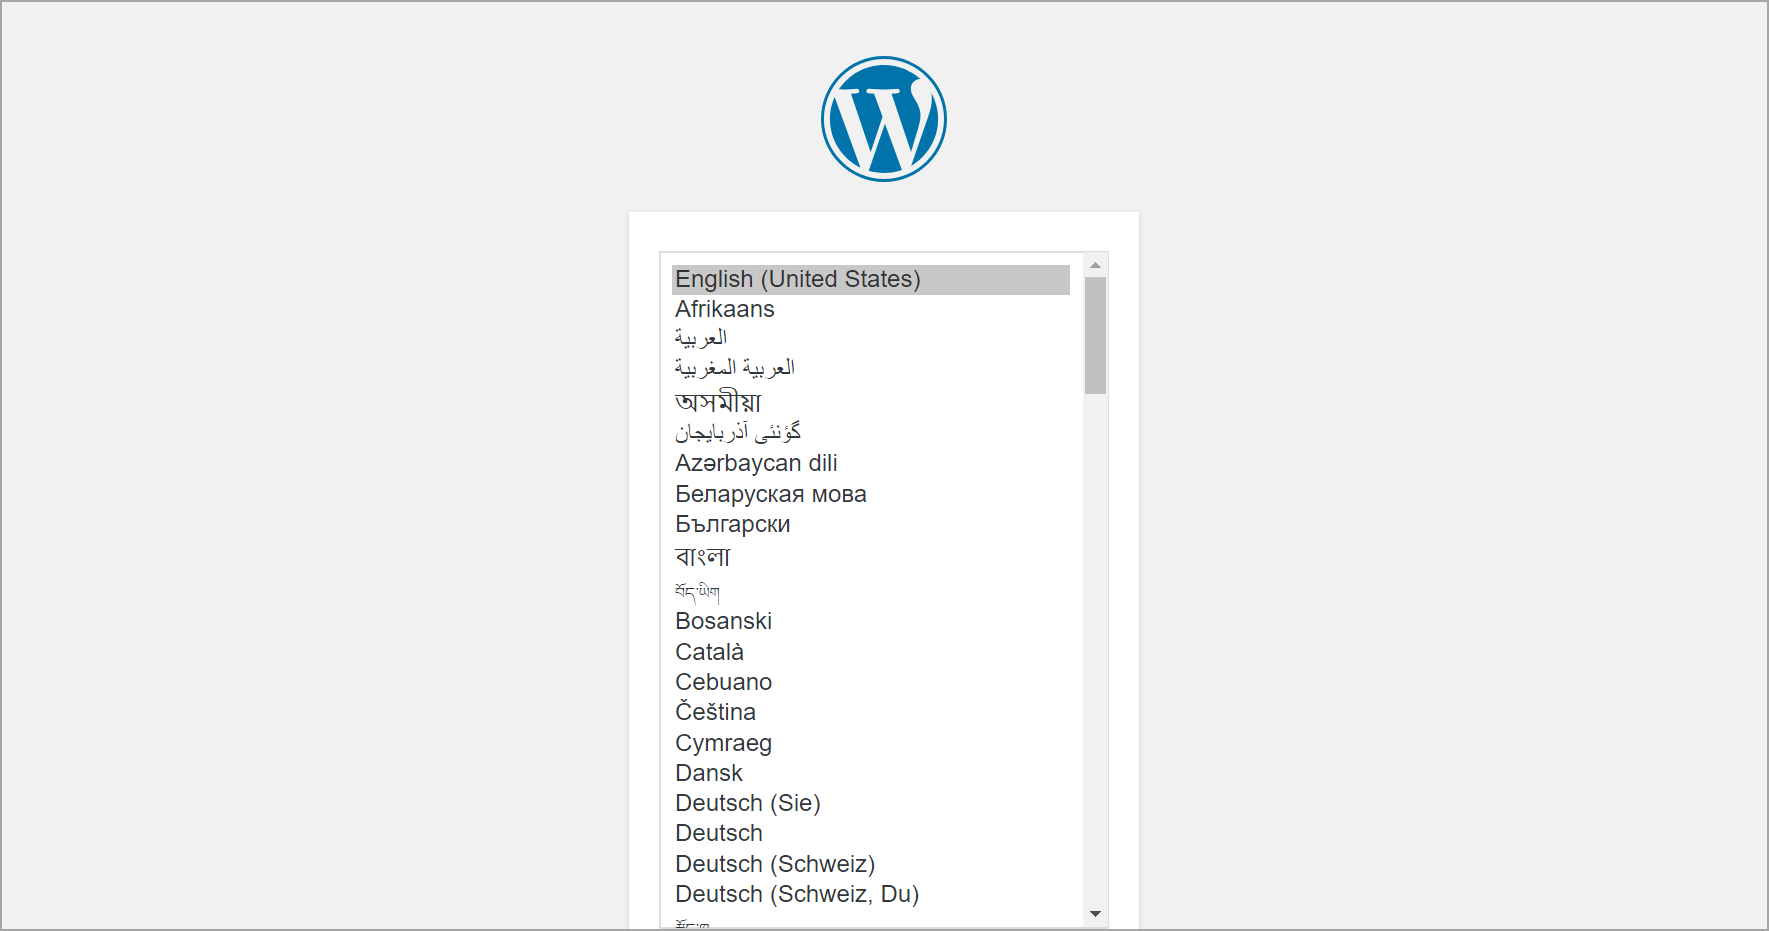 English (United States)
Afrikaans
العربية
العربية المغربية
অসমীয়া
گؤنئی آذربایجان
Azərbaycan dili
Беларуская мова
Български
বাংলা
བོད་ཡིག
Bosanski
Català
Cebuano
Čeština
Cymraeg
Dansk
Deutsch (Sie)
Deutsch
Deutsch (Schweiz)
Deutsch (Schweiz, Du)